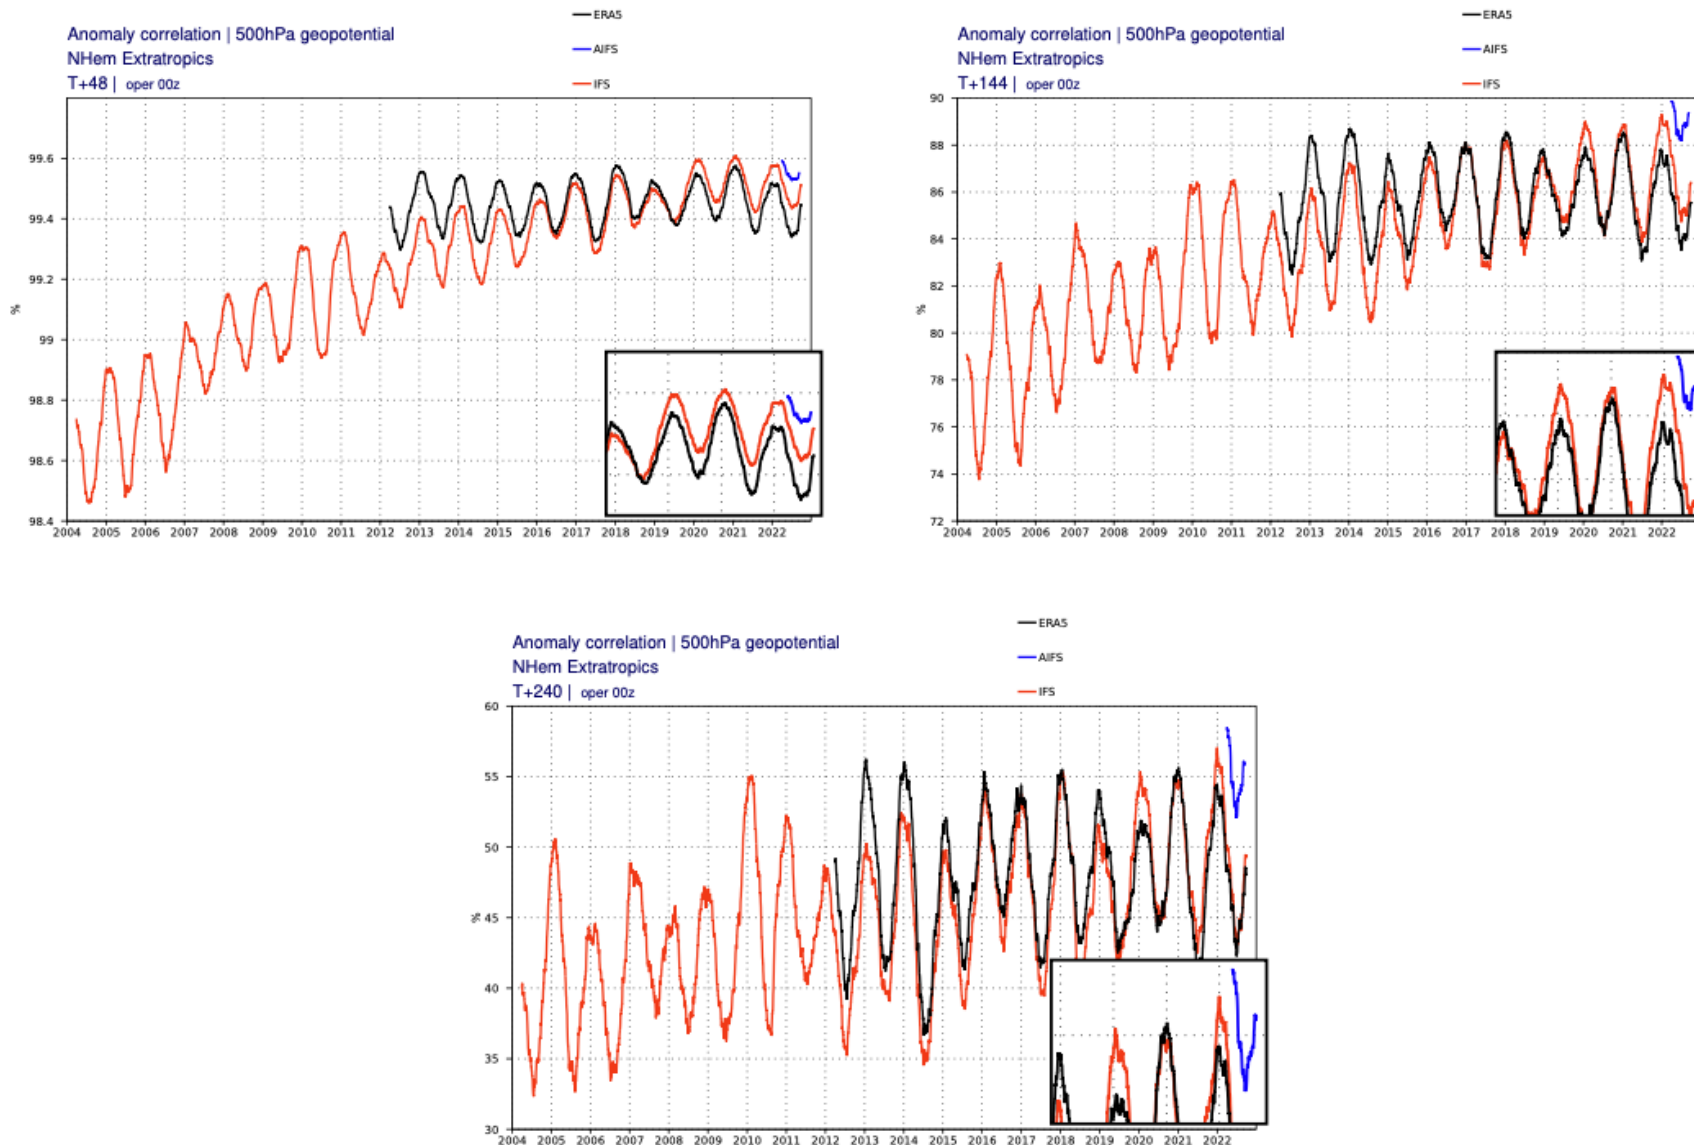 Anomaly correlation | 500hPa geopotential
NHem Extratropics
T+48 | oper 00z
ERA5
AIFS
IFS
99.6
99.4
99.2
99
98.8
98.6
98.4
%
2004 2005 2006 2007 2008 2009 2010 2011 2012 2013 2014 2015 2016 2017 2018 2019 2020 2021 2022
Anomaly correlation | 500hPa geopotential
NHem Extratropics
T+144 | oper 00z
ERA5
AIFS
IFS
90
88
86
84
82
80
78
76
74
72
%
2004 2005 2006 2007 2008 2009 2010 2011 2012 2013 2014 2015 2016 2017 2018 2019 2020 2021 2022
Anomaly correlation | 500hPa geopotential
NHem Extratropics
T+240 | oper 00z
ERA5
AIFS
IFS
60
55
50
45
40
35
30
%
2004 2005 2006 2007 2008 2009 2010 2011 2012 2013 2014 2015 2016 2017 2018 2019 2020 2021 2022